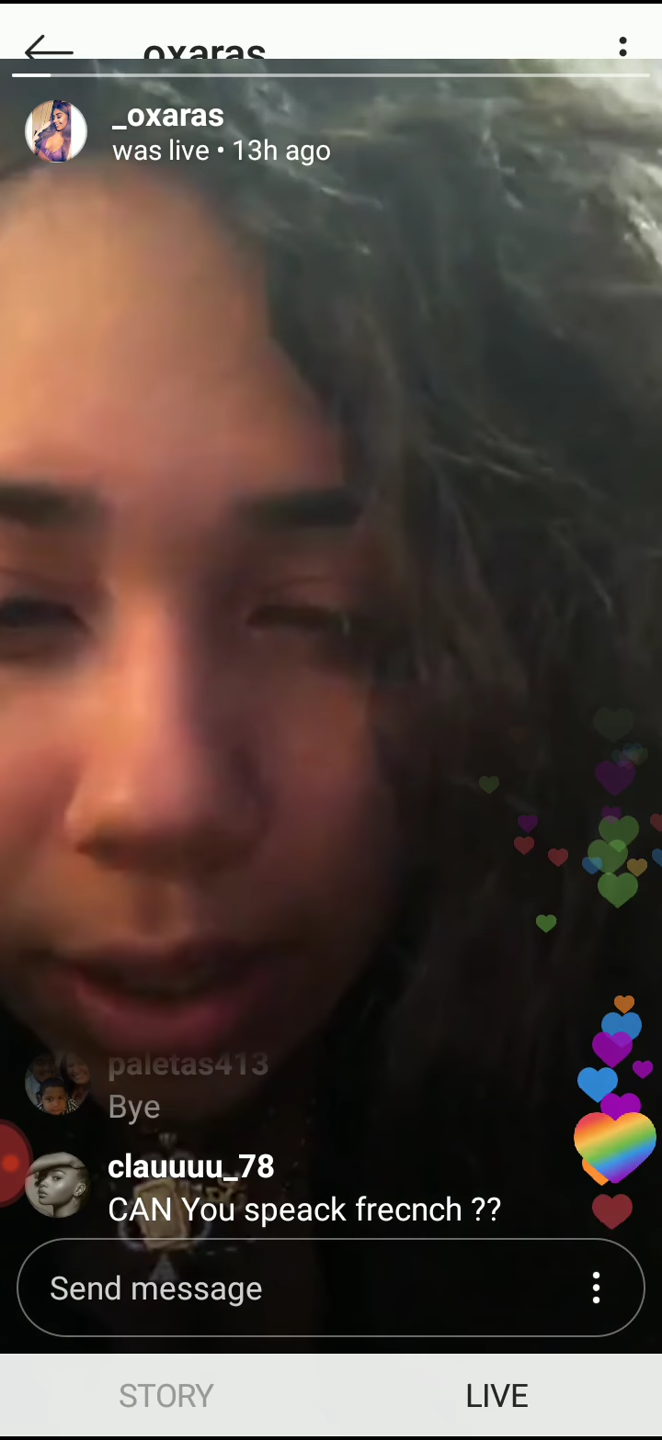 oxaras
_oxaras
was live • 13h ago
paletas413
Bye
clauuuu_78
CAN You speack frecnch ??
Send message
STORY
LIVE